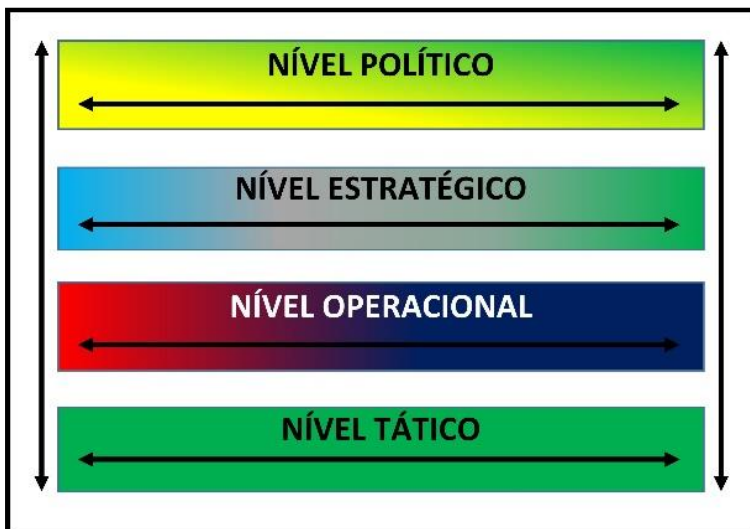 NÍVEL POLÍTICO
NÍVEL ESTRATÉGICO
NÍVEL OPERACIONAL
NÍVEL TÁTICO